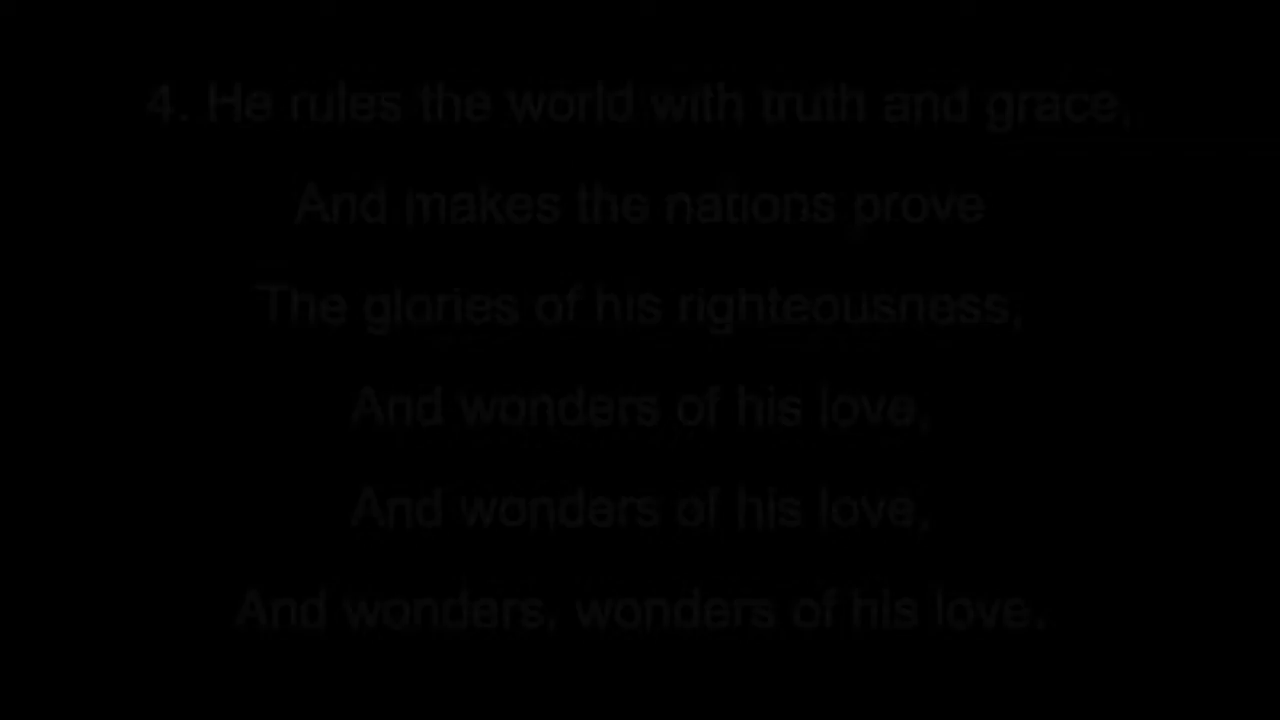 4. He rules the world with truth and grace,
And makes the nations prove
The glories of his righteousness,
And wonders of his love,
And wonders of his love,
And wonders, wonders of his love.